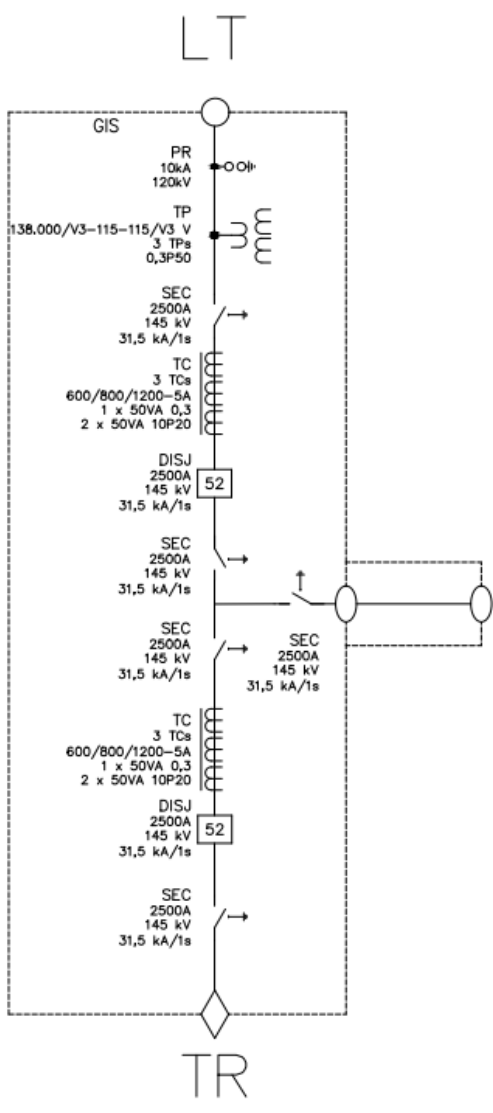 LT
GIS
PR
10kA
120kV
TP
138.000/V3-115-115/V3 V
3 TPs
0,3P50
SEC
2500A
145 kV
31,5 kA/1s
TC
3 TCs
600/800/1200-5A
1 x 50VA 0,3
2 x 50VA 10P20
DISJ
2500A
145 kV
31,5 kA/1s
52
SEC
2500A
145 kV
31,5 kA/1s
SEC
2500A
145 kV
31,5 kA/1s
SEC
2500A
145 kV
31,5 kA/1s
TC
3 TCs
600/800/1200-5A
1 x 50VA 0,3
2 x 50VA 10P20
DISJ
2500A
145 kV
31,5 kA/1s
52
SEC
2500A
145 kV
31,5 kA/1s
TR